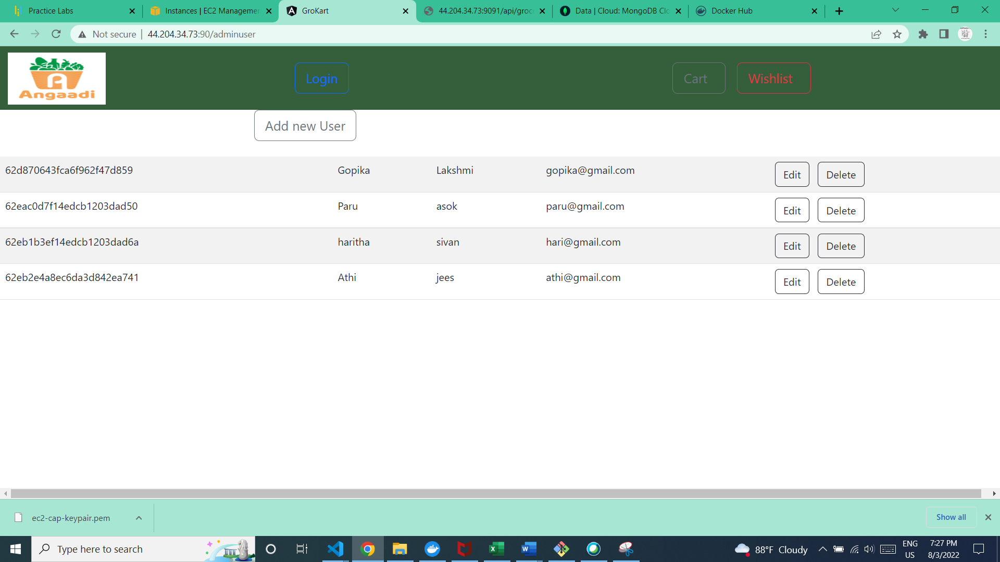 Practice Labs
Instances | EC2 Managemen
GroKart
44.204.34.73:9091/api/groc
Data | Cloud: MongoDB Clo
Docker Hub
Not secure | 44.204.34.73:90/adminuser
Angaadi
Login
Cart
Wishlist
Add new User
62d870643fca6f962f47d859 Gopika Lakshmi gopika@gmail.com Edit Delete
62eac0d7f14edcb1203dad50 Paru asok paru@gmail.com Edit Delete
62eb1b3ef14edcb1203dad6a haritha sivan hari@gmail.com Edit Delete
62eb2e4a8ec6da3d842ea741 Athi jees athi@gmail.com Edit Delete
ec2-cap-keypair.pem
Show all
Type here to search
88°F Cloudy
ENG
US
7:27 PM
8/3/2022